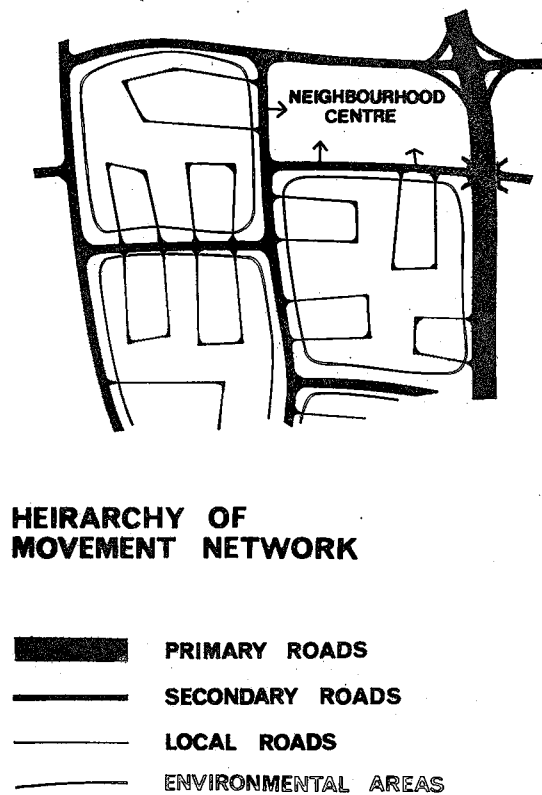 NEIGHBOURHOOD
CENTRE
HEIRARCHY OF
MOVEMENT NETWORK
PRIMARY ROADS
SECONDARY ROADS
LOCAL ROADS
ENVIRONMENTAL AREAS